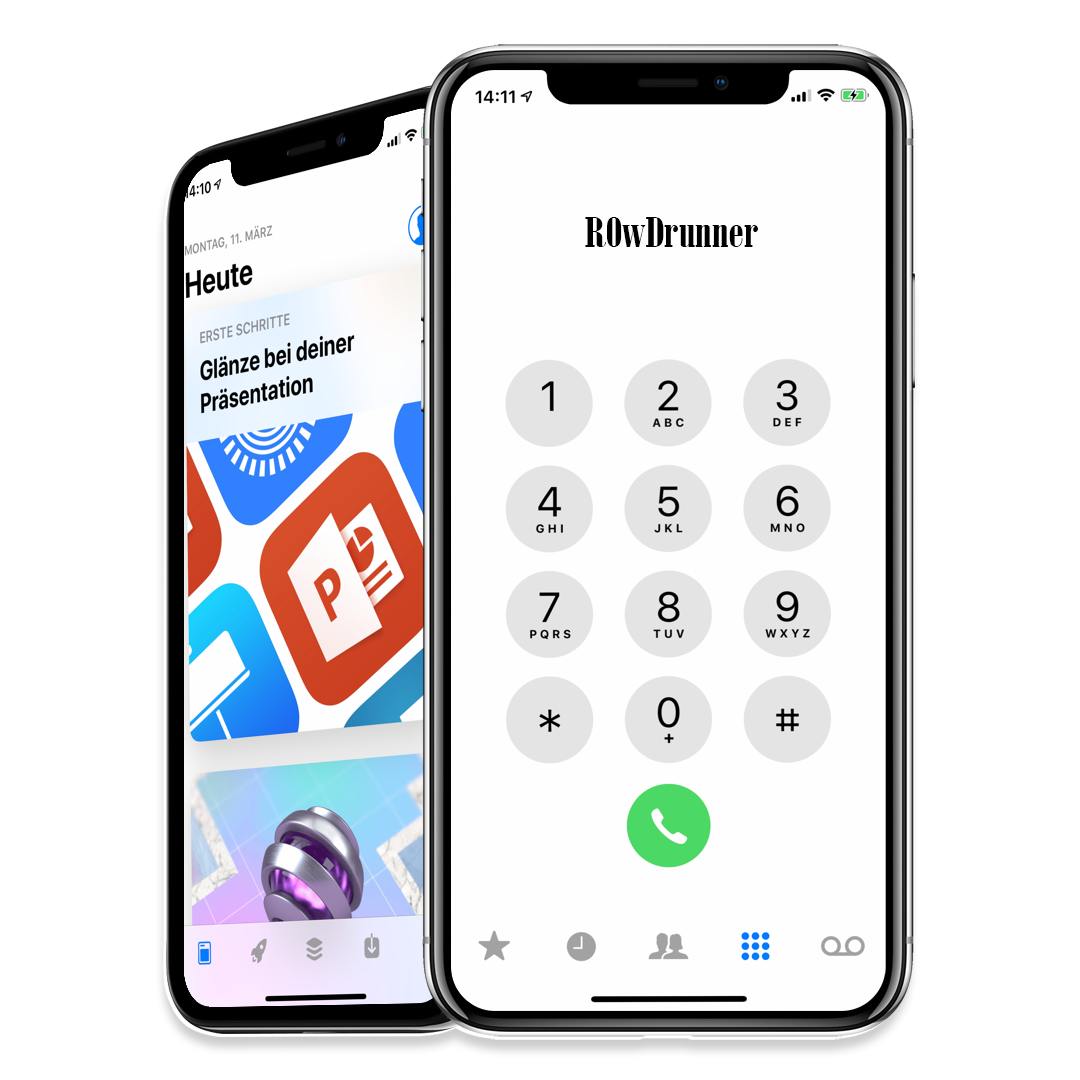 14:10
MONTAG, 11. MÄRZ
Heute
ERSTE SCHRITTE
Glänze bei deiner
Präsentation
P
14:11
R0wDrunner
1
2
ABC
3
DEF
4
GHI
5
JKL
6
MNO
7
PQRS
8
TUV
9
WXYZ
*
0
+
#